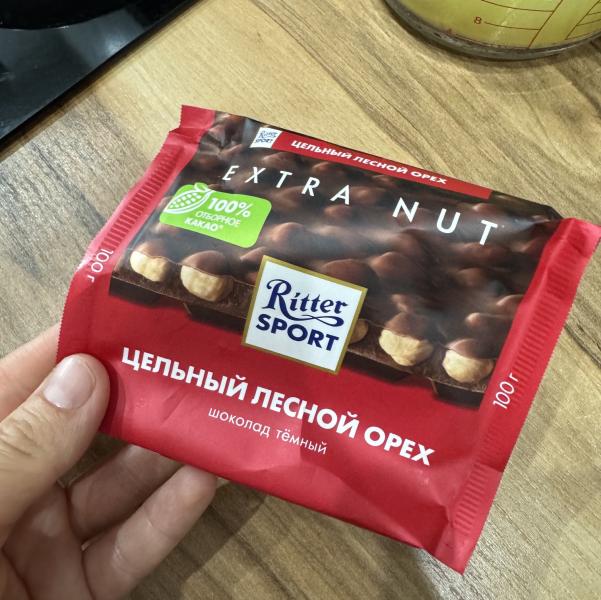 Ritter
SPORT
ЦЕЛЬНЫЙ ЛЕСНОЙ ОРЕХ
EXTRA NUT
100%
ОТБОРНОЕ
КАКАО*
100 г
Ritter
SPORT
100 г
ЦЕЛЬНЫЙ ЛЕСНОЙ ОРЕХ
шоколад тёмный
8